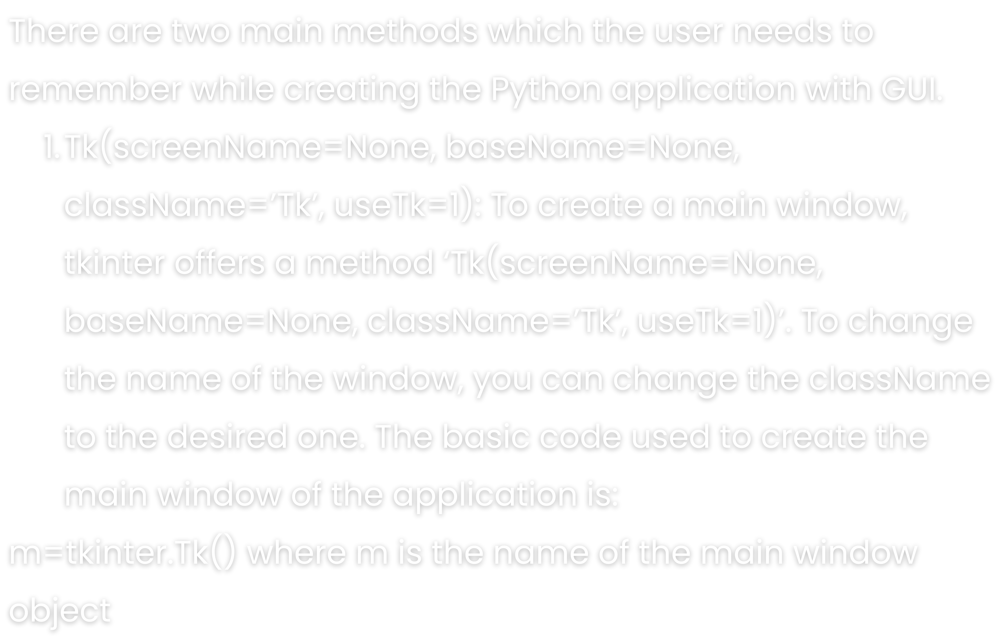 There are two main methods which the user needs to
remember while creating the Python application with GUI.
1. Tk(screenName=None, baseName=None,
className=’Tk’, useTk=1): To create a main window,
tkinter offers a method ‘Tk(screenName=None,
baseName=None, className=’Tk’, useTk=1)’. To change
the name of the window, you can change the className
to the desired one. The basic code used to create the
main window of the application is:
m=tkinter.Tk() where m is the name of the main window
object